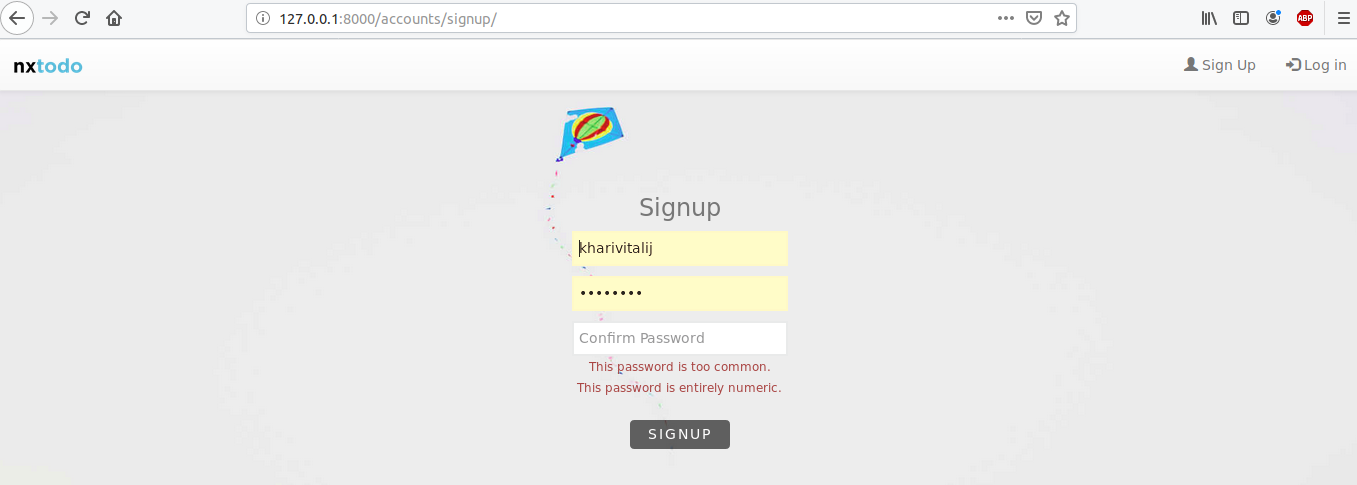 127.0.0.1:8000/accounts/signup/
ABP
nxtodo
Sign Up
Log in
Signup
kharivitalij
••••••••
Confirm Password
This password is too common.
This password is entirely numeric.
SIGNUP